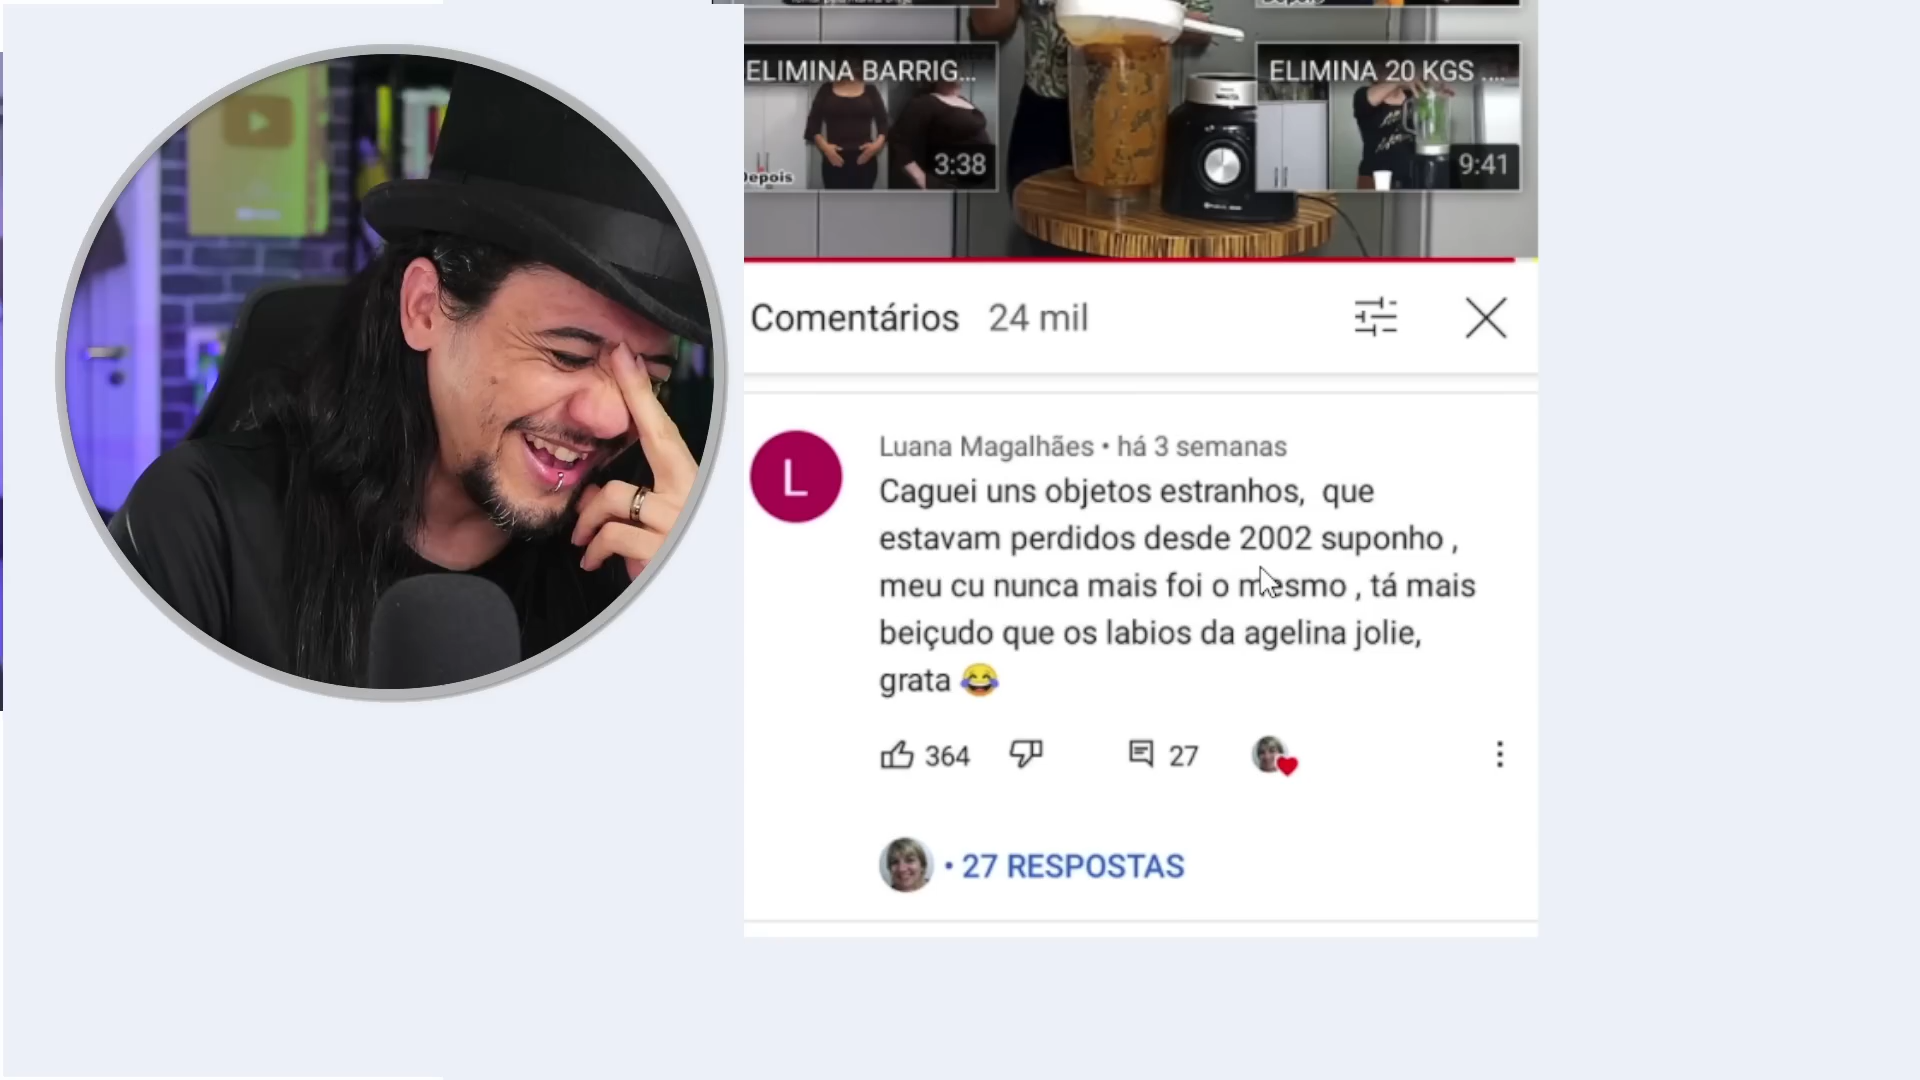 ELIMINA BARRIG...
3:38
Depois
ELIMINA 20 KGS ....
9:41
Comentários 24 mil
L
Luana Magalhães • há 3 semanas
Caguei uns objetos estranhos,  que
estavam perdidos desde 2002 suponho ,
meu cu nunca mais foi o mesmo , tá mais
beiçudo que os labios da agelina jolie,
grata 😂
364
27
• 27 RESPOSTAS